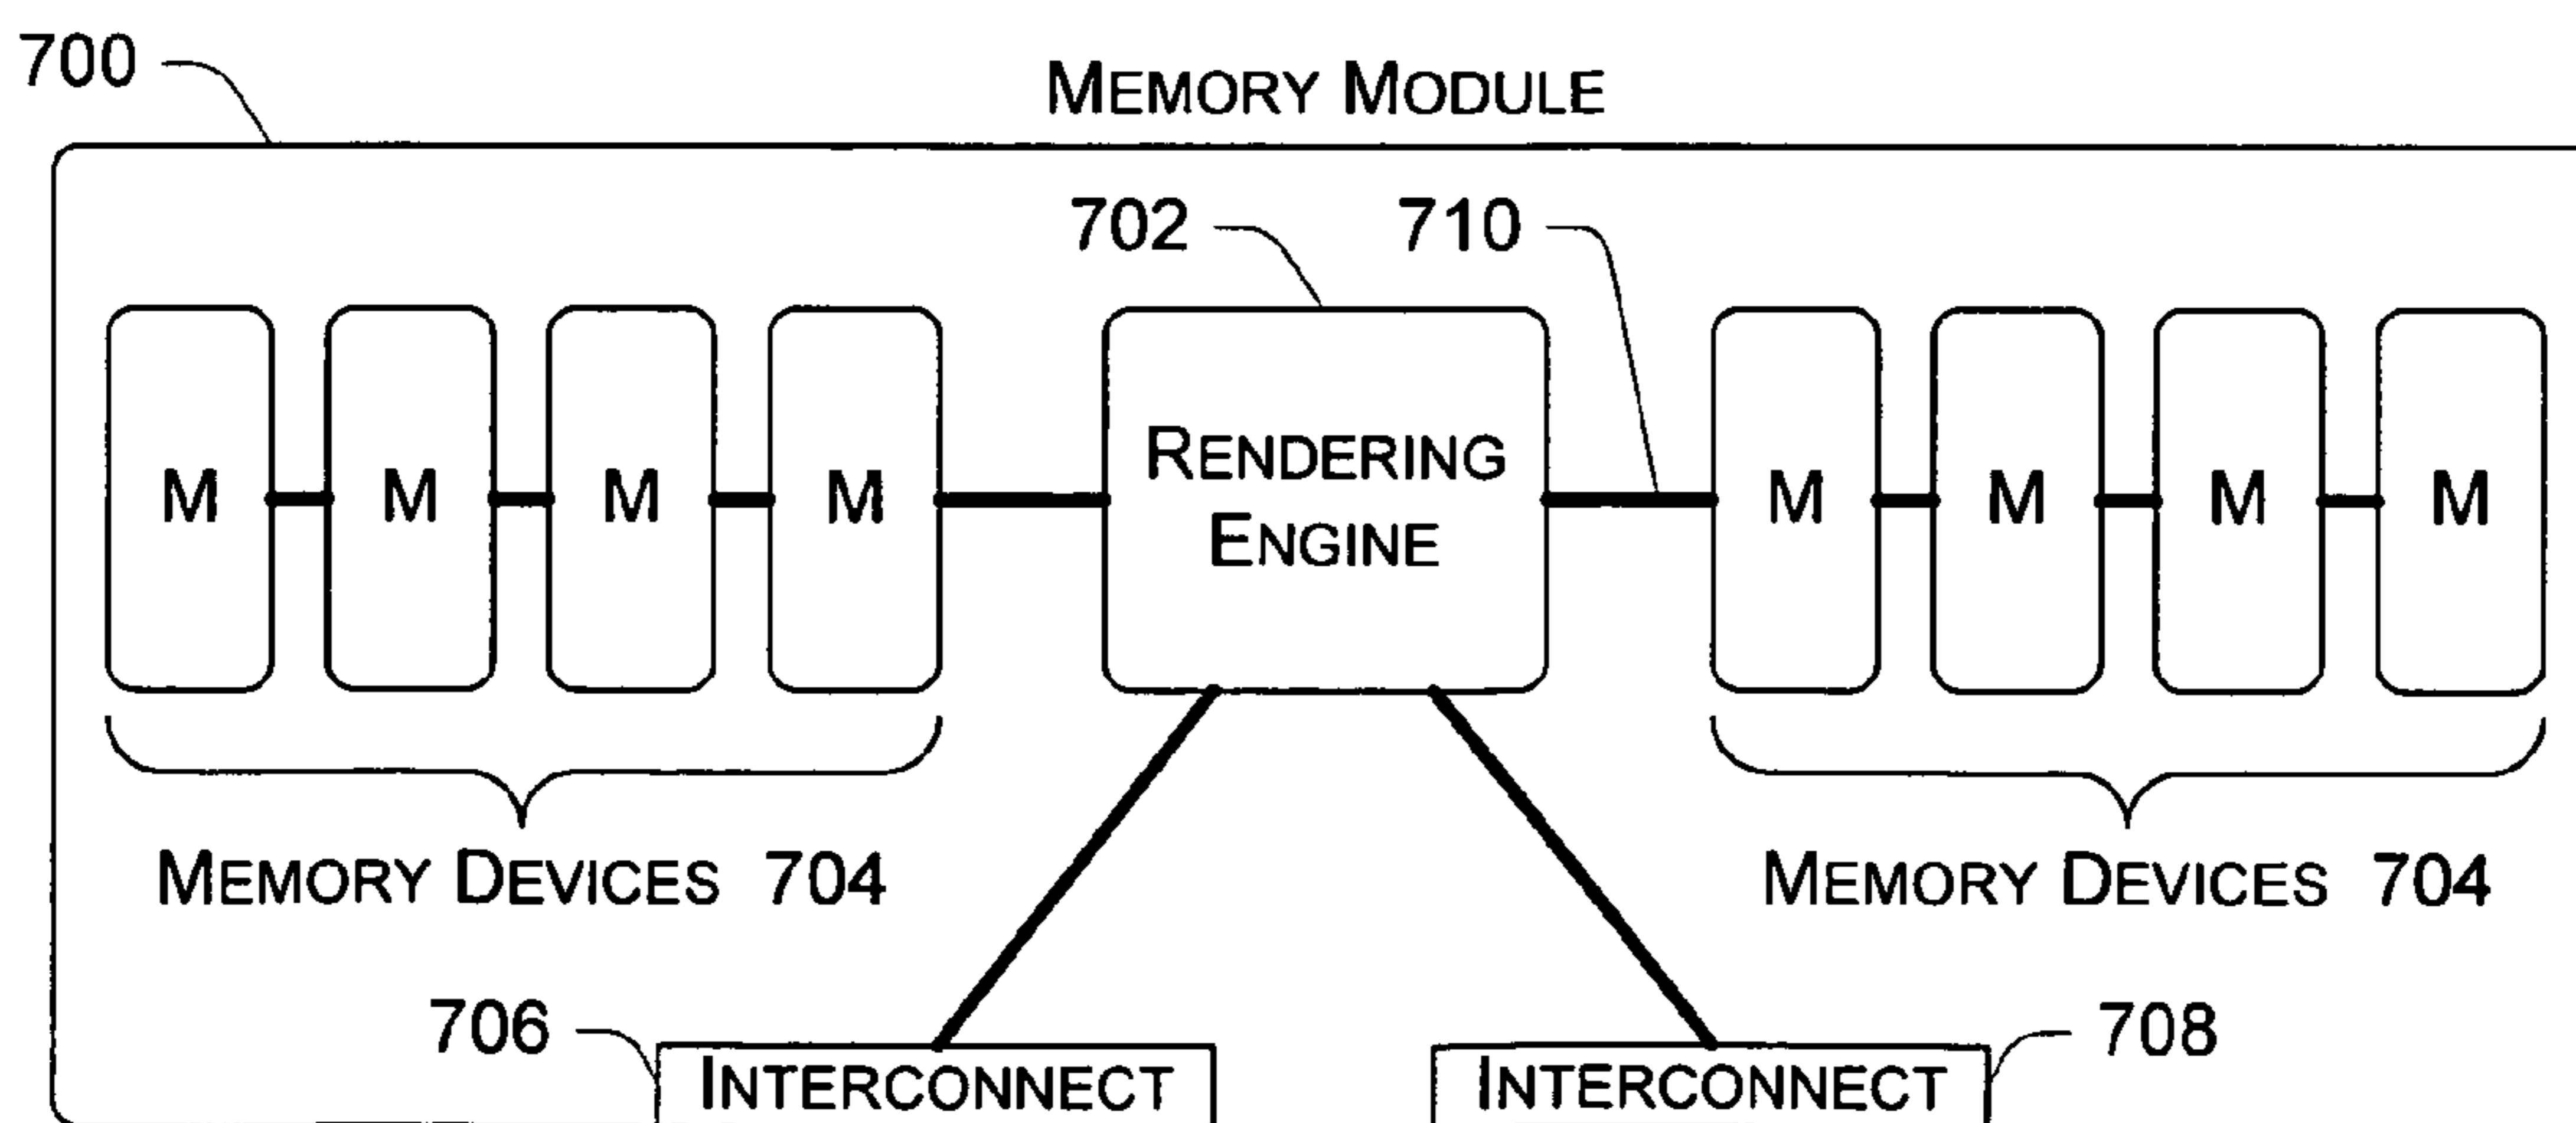 700
MEMORY MODULE
702
710
M M M M
RENDERING
ENGINE
M M M M
MEMORY DEVICES 704
MEMORY DEVICES 704
706
708
INTERCONNECT
INTERCONNECT